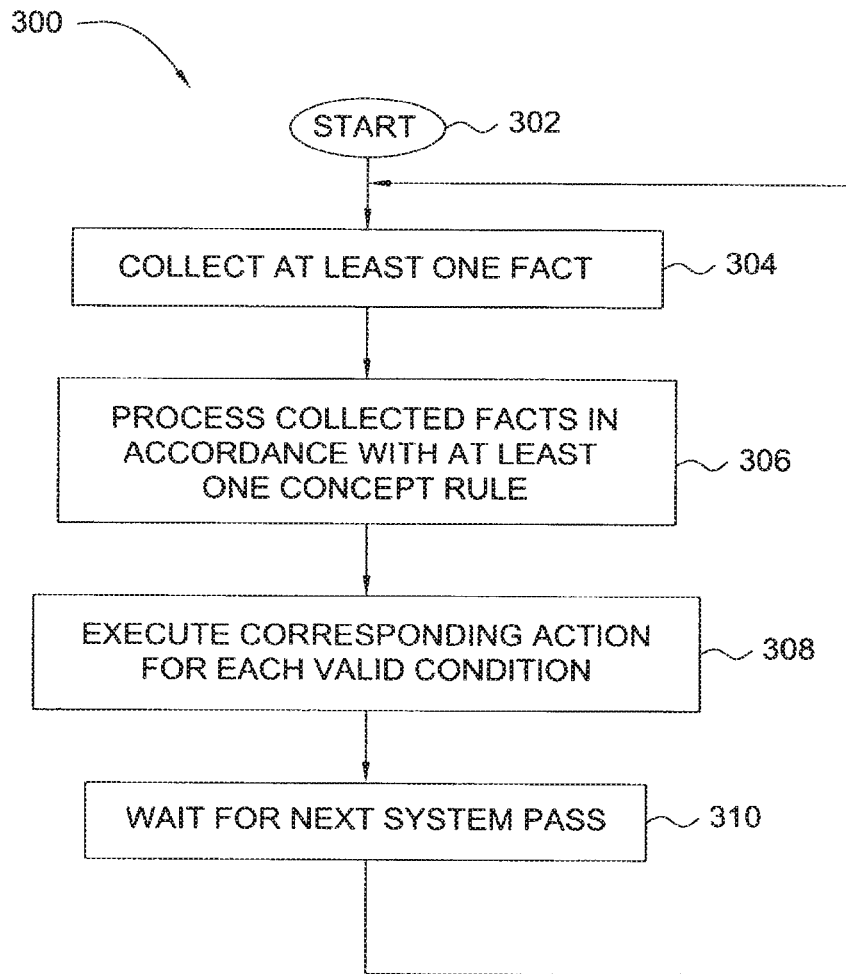 300
START
302
COLLECT AT LEAST ONE FACT
304
PROCESS COLLECTED FACTS IN
ACCORDANCE WITH AT LEAST
ONE CONCEPT RULE
306
EXECUTE CORRESPONDING ACTION
FOR EACH VALID CONDITION
308
WAIT FOR NEXT SYSTEM PASS
310